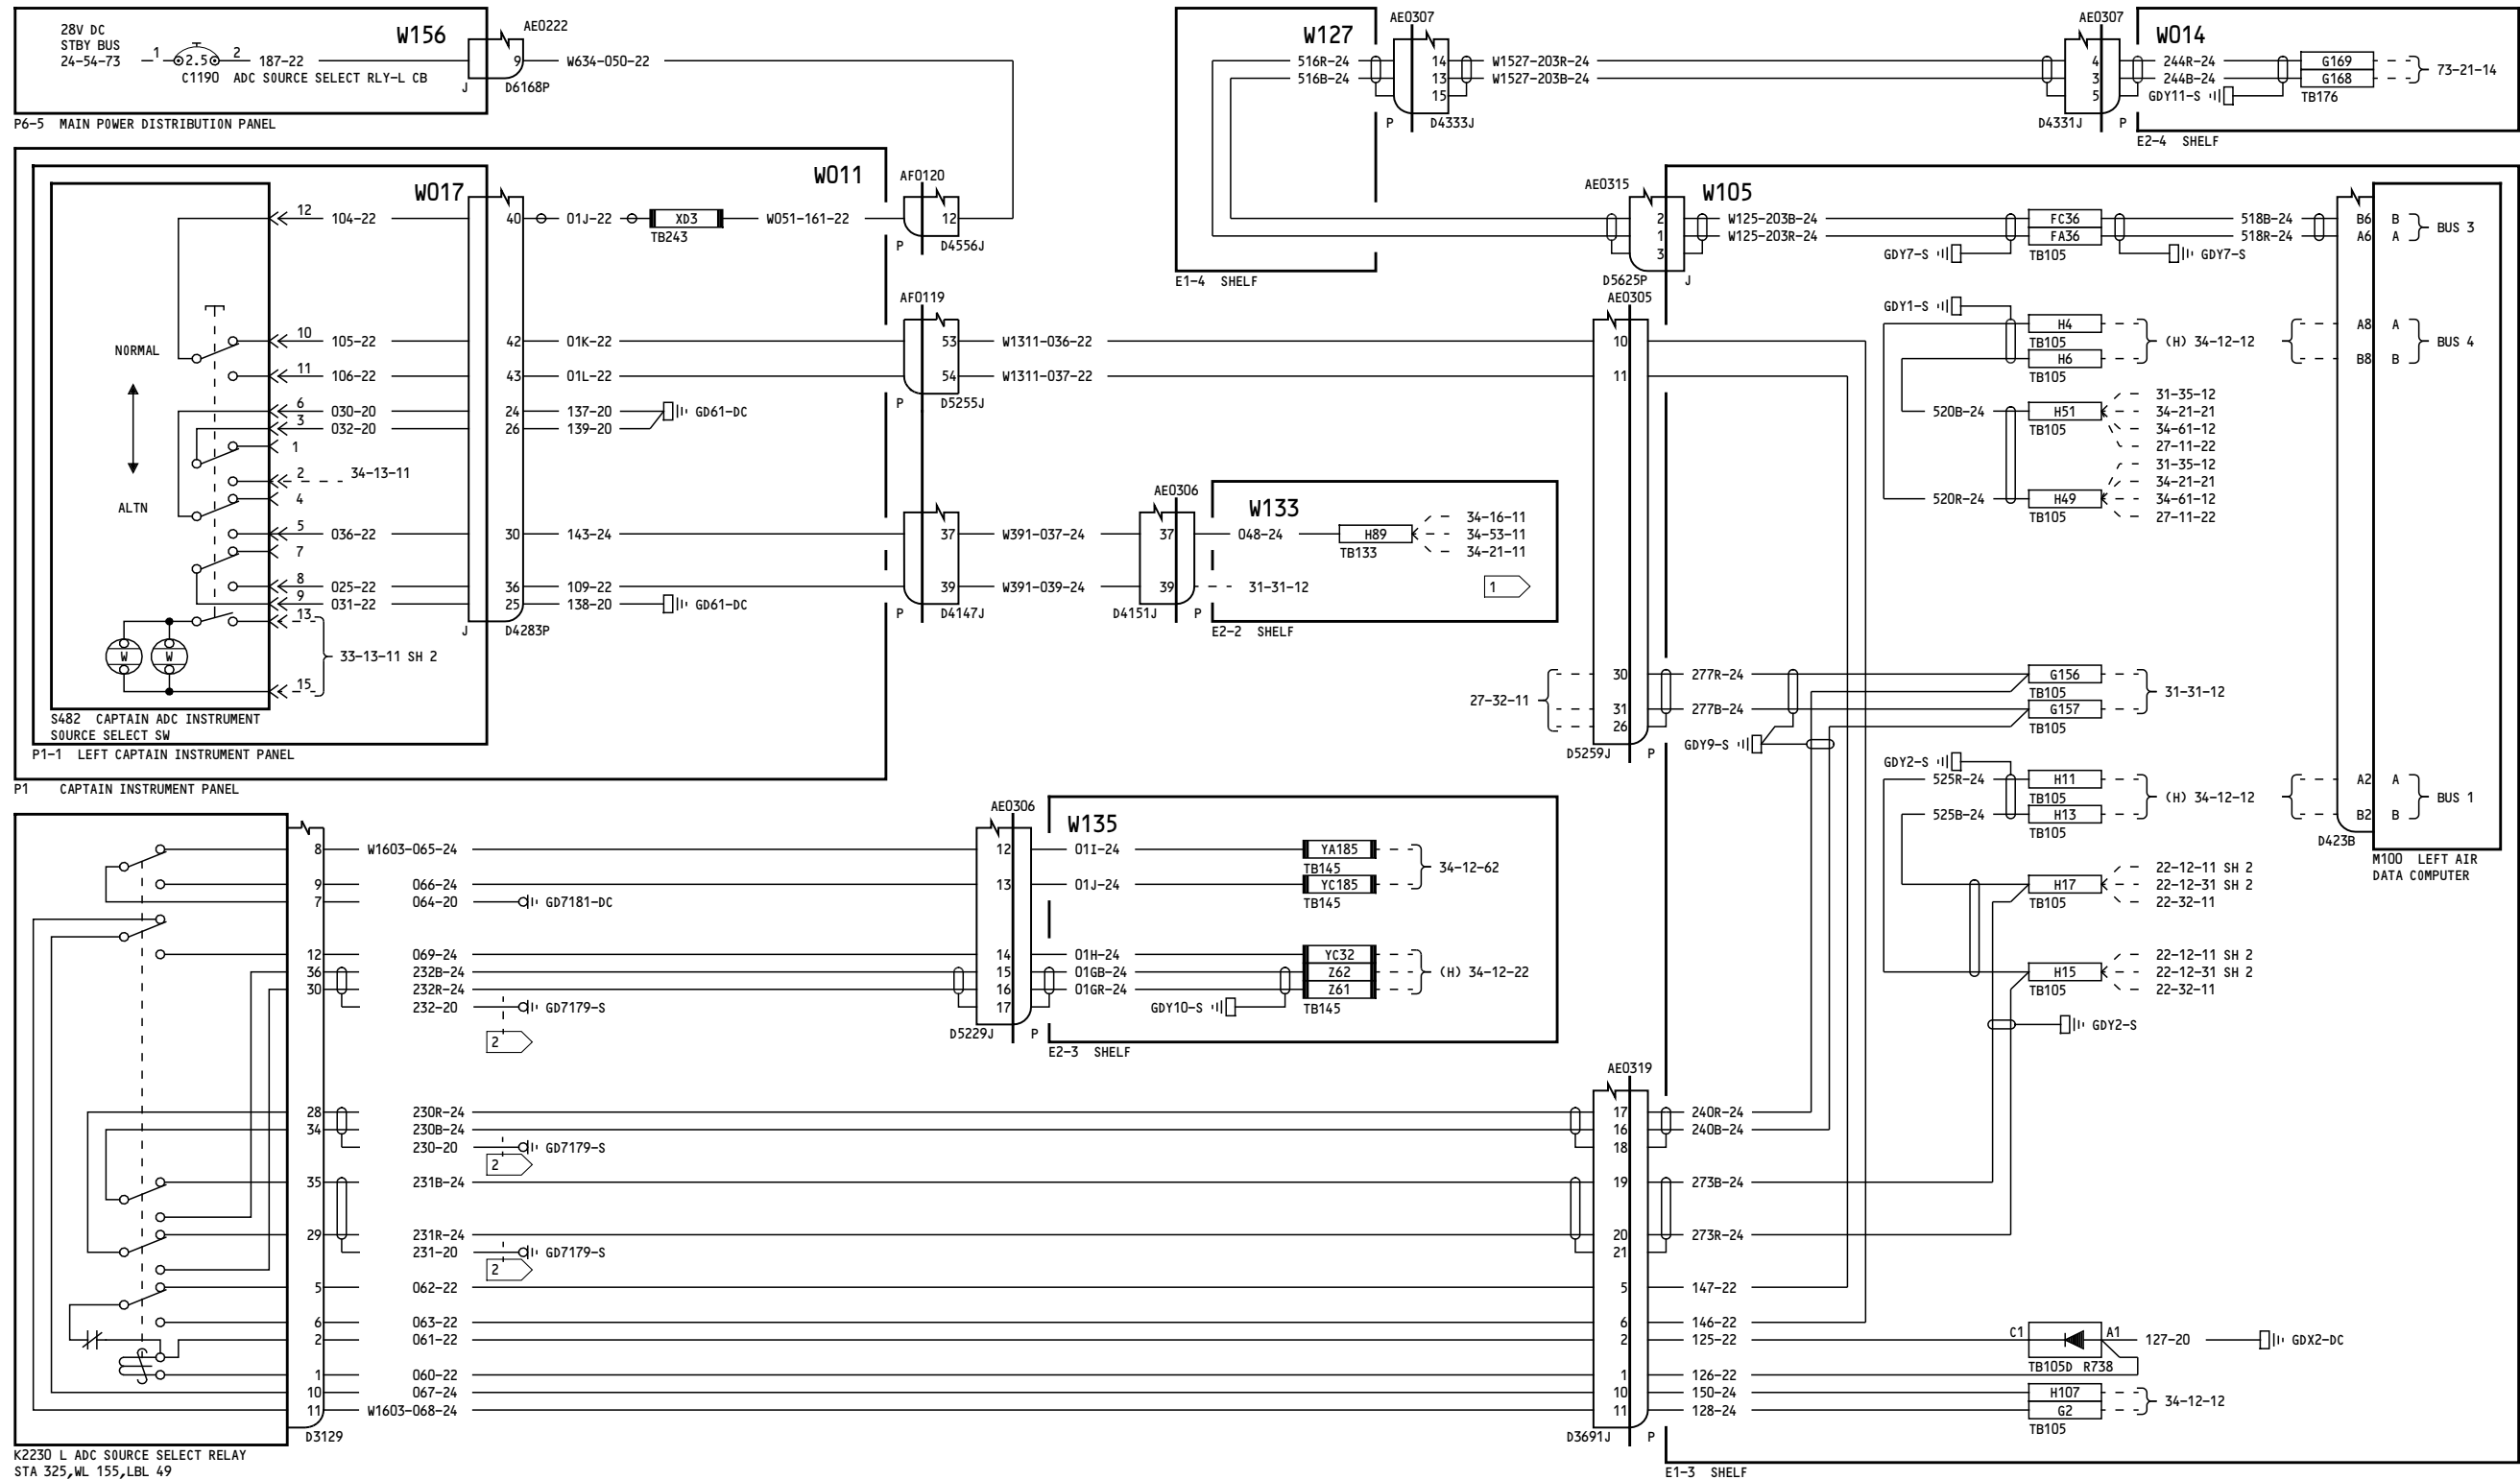 28V DC
STBY BUS
24-54-73
1
2.5
2
187-22
C1190 ADC SOURCE SELECT RLY-L CB
W156
J
9
AE0222
D6168P
W634-050-22
P6-5 MAIN POWER DISTRIBUTION PANEL
W127
516R-24
516B-24
AE0307
14
13
15
P
D4333J
W1527-203R-24
W1527-203B-24
E1-4 SHELF
AE0307
4
3
5
D4331J
P
W014
244R-24
244B-24
GDY11-S
G169
G168
TB176
73-21-14
E2-4 SHELF
W017
W011
12
104-22
40
01J-22
XD3
TB243
W051-161-22
AF0120
12
P
D4556J
NORMAL
ALTN
10
105-22
42
01K-22
11
106-22
43
01L-22
AF0119
53
54
P
D5255J
W1311-036-22
W1311-037-22
6
030-20
24
137-20
GD61-DC
3
032-20
26
139-20
1
2
34-13-11
4
5
036-22
30
143-24
7
8
025-22
36
109-22
9
031-22
25
138-20
GD61-DC
13
33-13-11 SH 2
15
W
W
J
D4283P
37
39
P
D4147J
W391-037-24
W391-039-24
AE0306
37
39
D4151J
P
W133
048-24
H89
TB133
34-16-11
34-53-11
34-21-11
31-31-12
1
E2-2 SHELF
S482 CAPTAIN ADC INSTRUMENT
SOURCE SELECT SW
P1-1 LEFT CAPTAIN INSTRUMENT PANEL
P1 CAPTAIN INSTRUMENT PANEL
AE0315
2
1
3
D5625P
J
W105
W125-203B-24
W125-203R-24
GDY7-S
FC36
FA36
TB105
518B-24
518R-24
GDY7-S
B6 B
A6 A
BUS 3
AE0305
10
11
GDY1-S
H4
TB105
H6
TB105
(H) 34-12-12
A8 A
B8 B
BUS 4
520B-24
H51
TB105
31-35-12
34-21-21
34-61-12
27-11-22
520R-24
H49
TB105
31-35-12
34-21-21
34-61-12
27-11-22
27-32-11
30
31
26
D5259J
P
277R-24
277B-24
GDY9-S
G156
TB105
G157
TB105
31-31-12
GDY2-S
525R-24
H11
TB105
525B-24
H13
TB105
(H) 34-12-12
A2 A
B2 B
BUS 1
D423B
M100 LEFT AIR
DATA COMPUTER
H17
TB105
22-12-11 SH 2
22-12-31 SH 2
22-32-11
H15
TB105
22-12-11 SH 2
22-12-31 SH 2
22-32-11
GDY2-S
8
W1603-065-24
9
066-24
7
064-20
GD7181-DC
12
069-24
36
232B-24
30
232R-24
232-20
GD7179-S
2
AE0306
12
13
14
15
16
17
D5229J
P
W135
01I-24
01J-24
YA185
TB145
YC185
TB145
34-12-62
01H-24
01GB-24
01GR-24
GDY10-S
YC32
Z62
Z61
TB145
(H) 34-12-22
E2-3 SHELF
28
230R-24
34
230B-24
230-20
GD7179-S
2
35
231B-24
29
231R-24
231-20
GD7179-S
2
5
062-22
6
063-22
2
061-22
1
060-22
10
067-24
11
W1603-068-24
D3129
K2230 L ADC SOURCE SELECT RELAY
STA 325,WL 155,LBL 49
AE0319
17
240R-24
16
240B-24
18
19
273B-24
20
273R-24
21
5
147-22
6
146-22
2
125-22
1
126-22
10
150-24
11
128-24
D3691J
P
C1
A1
127-20
GDX2-DC
TB105D R738
H107
G2
TB105
34-12-12
E1-3 SHELF